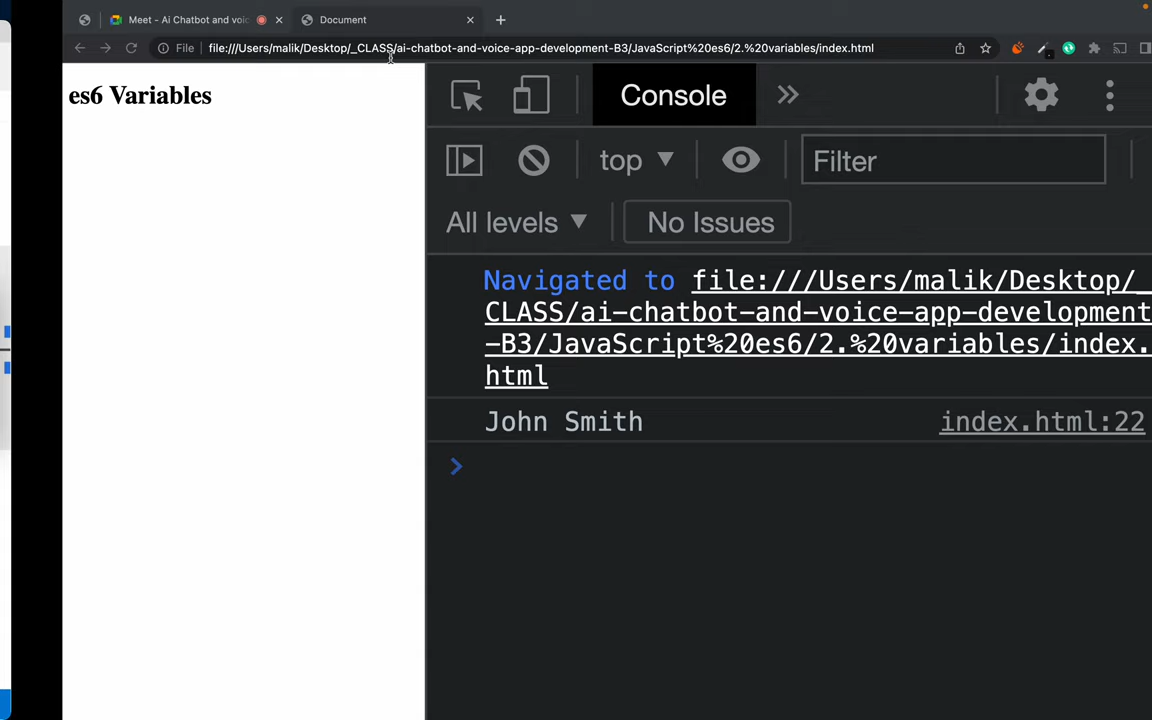 Meet - Ai Chatbot and voic
Document
File
file:///Users/malik/Desktop/_CLASS/ai-chatbot-and-voice-app-development-B3/JavaScript%20es6/2.%20variables/index.html
es6 Variables
Console
top
Filter
All levels
No Issues
Navigated to file:///Users/malik/Desktop/_
CLASS/ai-chatbot-and-voice-app-development
-B3/JavaScript%20es6/2.%20variables/index.
html
John Smith
index.html:22